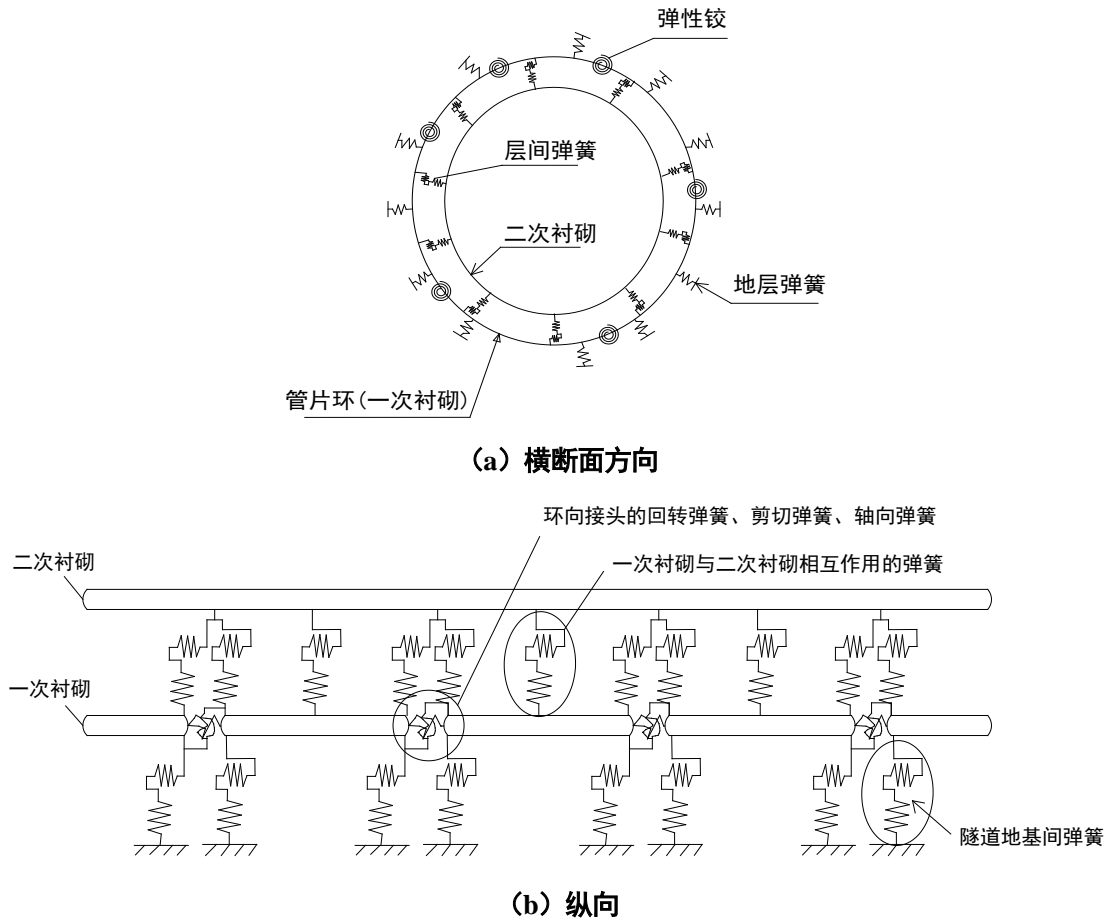 弹性铰
层间弹簧
二次衬砌
地层弹簧
管片环(一次衬砌)
（a）横断面方向
环向接头的回转弹簧、剪切弹簧、轴向弹簧
二次衬砌
一次衬砌与二次衬砌相互作用的弹簧
一次衬砌
隧道地基间弹簧
（b）纵向